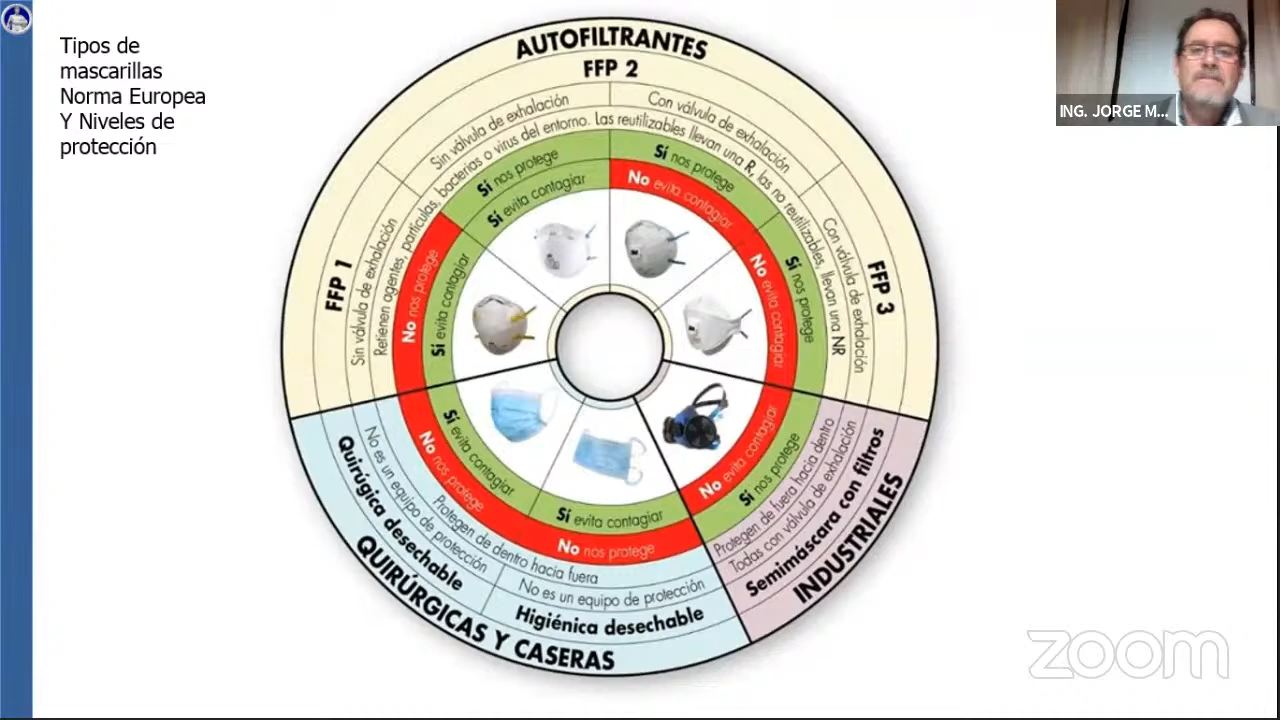 Tipos de
mascarillas
Norma Europea
Y Niveles de
protección
AUTOFILTRANTES
FFP 2
Sin válvula de exhalación
Con válvula de exhalación
Retienen agentes, partículas, bacterias o virus del entorno. Las reutilizables llevan una R, las no reutilizables, llevan una NR
Sí nos protege
Sí evita contagiar
Sí nos protege
No evita contagiar
FFP 1
Sin válvula de exhalación
No nos protege
Sí evita contagiar
FFP 3
Con válvula de exhalación
Sí nos protege
No evita contagiar
QUIRÚRGICAS Y CASERAS
Quirúgica desechable
No es un equipo de protección
Protegen de dentro hacia fuera
No nos protege
Sí evita contagiar
Higiénica desechable
No es un equipo de protección
No nos protege
Sí evita contagiar
INDUSTRIALES
Semimáscara con filtros
Todas con válvula de exhalación
Protegen de fuera hacia dentro
Sí nos protege
No evita contagiar
ING. JORGE M...
zoom